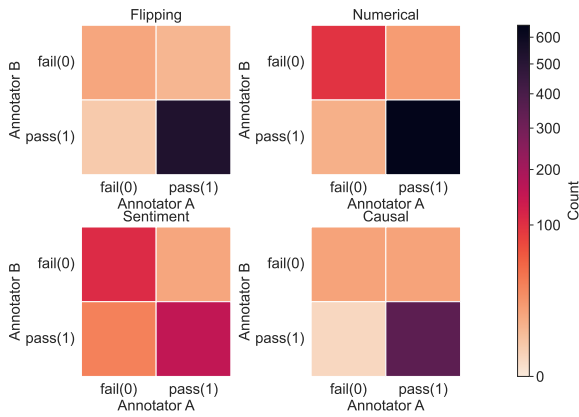 Flipping
Annotator B
fail(0)
pass(1)
fail(0) pass(1)
Annotator A
Numerical
Annotator B
fail(0)
pass(1)
fail(0) pass(1)
Annotator A
Sentiment
Annotator B
fail(0)
pass(1)
fail(0) pass(1)
Annotator A
Causal
Annotator B
fail(0)
pass(1)
fail(0) pass(1)
Annotator A
600
500
400
300
200
100
0
Count